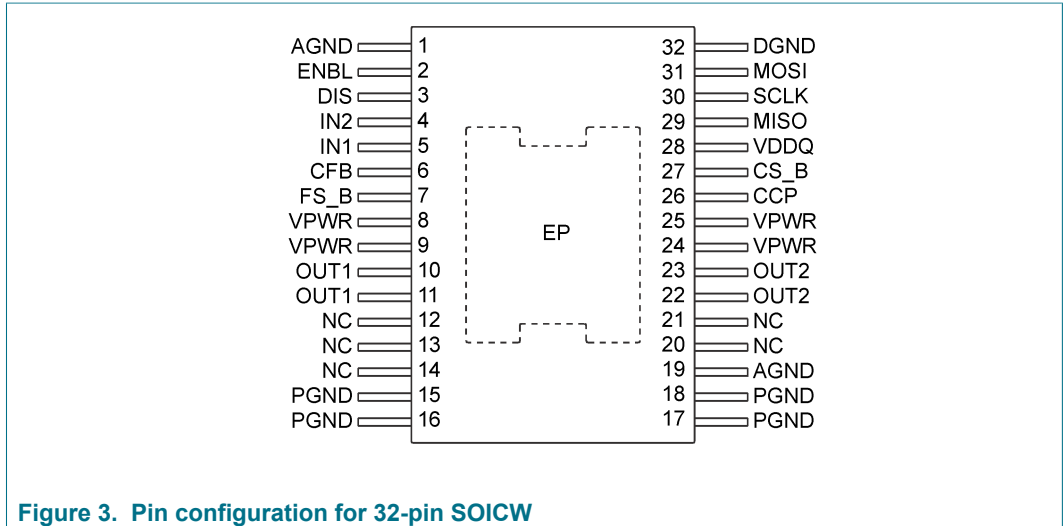 AGND 1 32 DGND
ENBL 2 31 MOSI
DIS 3 30 SCLK
IN2 4 29 MISO
IN1 5 28 VDDQ
CFB 6 27 CS_B
FS_B 7 26 CCP
VPWR 8 25 VPWR
VPWR 9 24 VPWR
EP
OUT1 10 23 OUT2
OUT1 11 22 OUT2
NC 12 21 NC
NC 13 20 NC
NC 14 19 AGND
PGND 15 18 PGND
PGND 16 17 PGND
Figure 3. Pin configuration for 32-pin SOICW